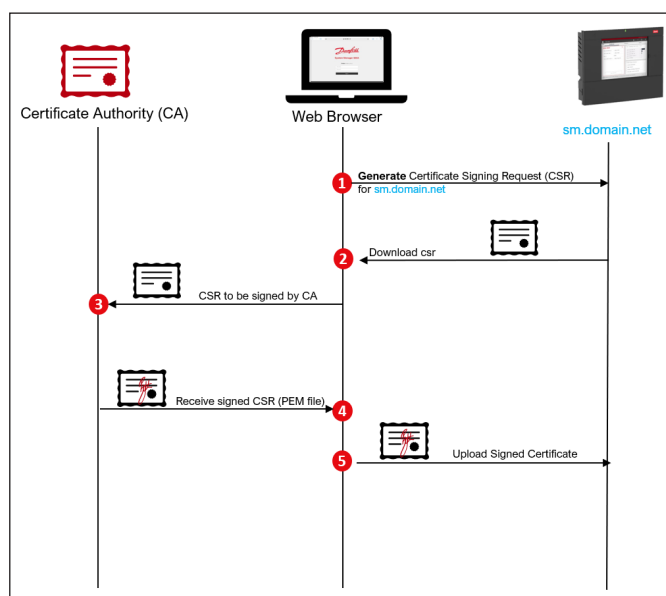 Danfoss
Certificate Authority (CA)
Web Browser
sm.domain.net
1
Generate Certificate Signing Request (CSR)
for sm.domain.net
2
Download csr
3
CSR to be signed by CA
Receive signed CSR (PEM file)
4
5
Upload Signed Certificate